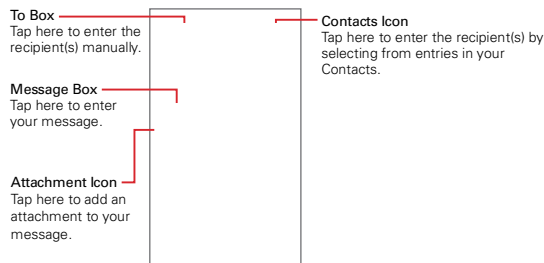 To Box
Tap here to enter the
recipient(s) manually.
Message Box
Tap here to enter
your message.
Attachment Icon
Tap here to add an
attachment to your
message.
Contacts Icon
Tap here to enter the recipient(s) by
selecting from entries in your
Contacts.